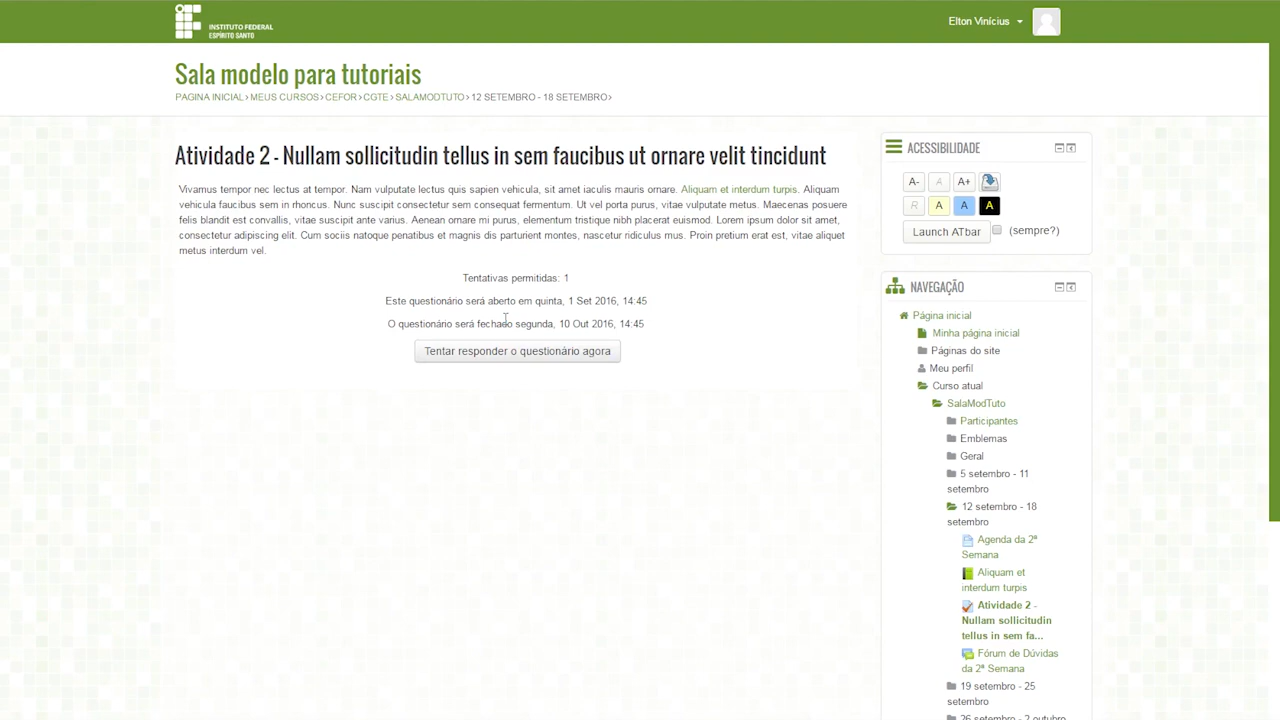 INSTITUTO FEDERAL
ESPÍRITO SANTO
Elton Vinícius
Sala modelo para tutoriais
PÁGINA INICIAL › MEUS CURSOS › CEFOR › CGTE › SALAMODTUTO › 12 SETEMBRO - 18 SETEMBRO ›
Atividade 2 - Nullam sollicitudin tellus in sem faucibus ut ornare velit tincidunt
Vivamus tempor nec lectus at tempor. Nam vulputate lectus quis sapien vehicula, sit amet iaculis mauris ornare. Aliquam et interdum turpis. Aliquam
vehicula faucibus sem in rhoncus. Nunc suscipit consectetur sem consequat fermentum. Ut vel porta purus, vitae vulputate metus. Maecenas posuere
felis blandit est convallis, vitae suscipit ante varius. Aenean ornare mi purus, elementum tristique nibh placerat euismod. Lorem ipsum dolor sit amet,
consectetur adipiscing elit. Cum sociis natoque penatibus et magnis dis parturient montes, nascetur ridiculus mus. Proin pretium erat est, vitae aliquet
metus interdum vel.
Tentativas permitidas: 1
Este questionário será aberto em quinta, 1 Set 2016, 14:45
O questionário será fechado segunda, 10 Out 2016, 14:45
Tentar responder o questionário agora
ACESSIBILIDADE
A- A A+
R A A A
Launch ATbar (sempre?)
NAVEGAÇÃO
Página inicial
Minha página inicial
Páginas do site
Meu perfil
Curso atual
SalaModTuto
Participantes
Emblemas
Geral
5 setembro - 11
setembro
12 setembro - 18
setembro
Agenda da 2ª
Semana
Aliquam et
interdum turpis
Atividade 2 -
Nullam sollicitudin
tellus in sem fa...
Fórum de Dúvidas
da 2ª Semana
19 setembro - 25
setembro
26 setembro - 2 outubro